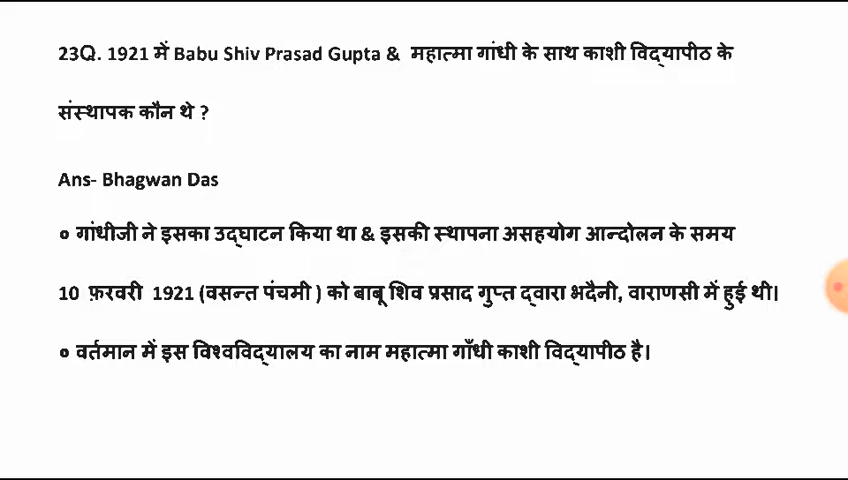 23Q. 1921 में Babu Shiv Prasad Gupta & महात्मा गांधी के साथ काशी विद्यापीठ के
संस्थापक कौन थे ?
Ans- Bhagwan Das
० गांधीजी ने इसका उद्घाटन किया था & इसकी स्थापना असहयोग आन्दोलन के समय
10 फ़रवरी 1921 (वसन्त पंचमी ) को बाबू शिव प्रसाद गुप्त द्वारा भदैनी, वाराणसी में हुई थी।
० वर्तमान में इस विश्वविद्यालय का नाम महात्मा गाँधी काशी विद्यापीठ है।